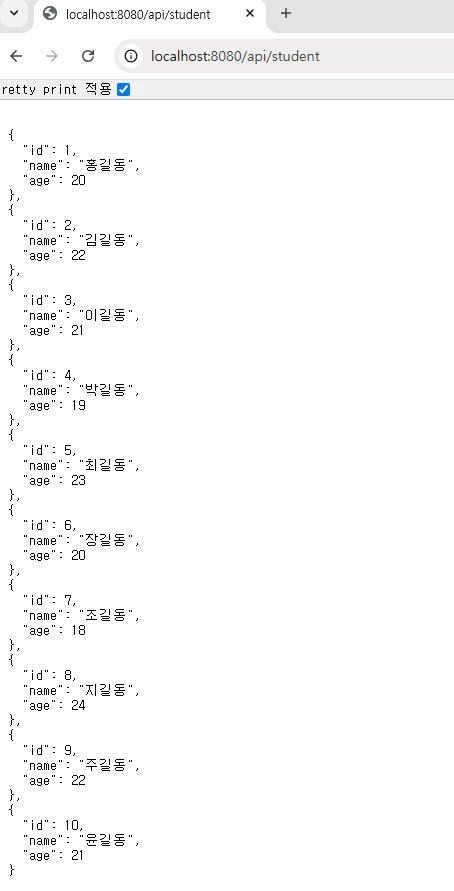 localhost:8080/api/student
localhost:8080/api/student
retty print 적용
{
"id": 1,
"name": "홍길동",
"age": 20
},
{
"id": 2,
"name": "김길동",
"age": 22
},
{
"id": 3,
"name": "이길동",
"age": 21
},
{
"id": 4,
"name": "박길동",
"age": 19
},
{
"id": 5,
"name": "최길동",
"age": 23
},
{
"id": 6,
"name": "장길동",
"age": 20
},
{
"id": 7,
"name": "조길동",
"age": 18
},
{
"id": 8,
"name": "지길동",
"age": 24
},
{
"id": 9,
"name": "주길동",
"age": 22
},
{
"id": 10,
"name": "윤길동",
"age": 21
}